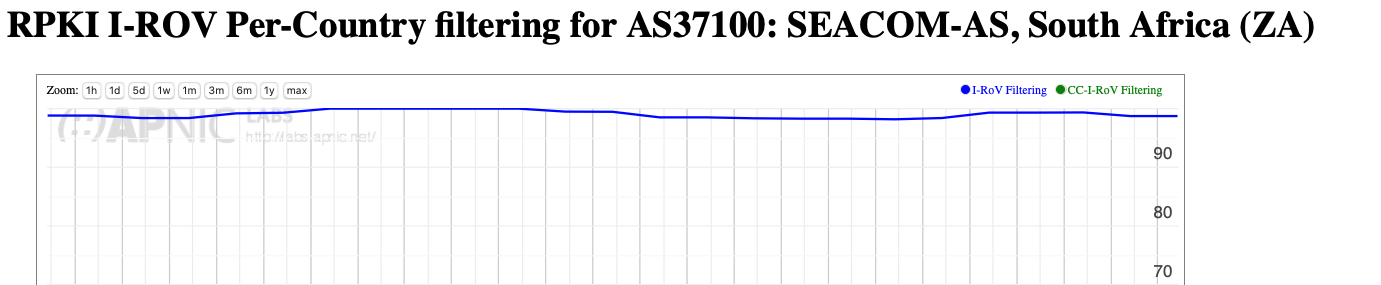 RPKI I-ROV Per-Country filtering for AS37100: SEACOM-AS, South Africa (ZA)
Zoom: 1h 1d 5d 1w 1m 3m 6m 1y max
I-RoV Filtering CC-I-RoV Filtering
(::) APNIC LABS
http://labs.apnic.net/
90
80
70